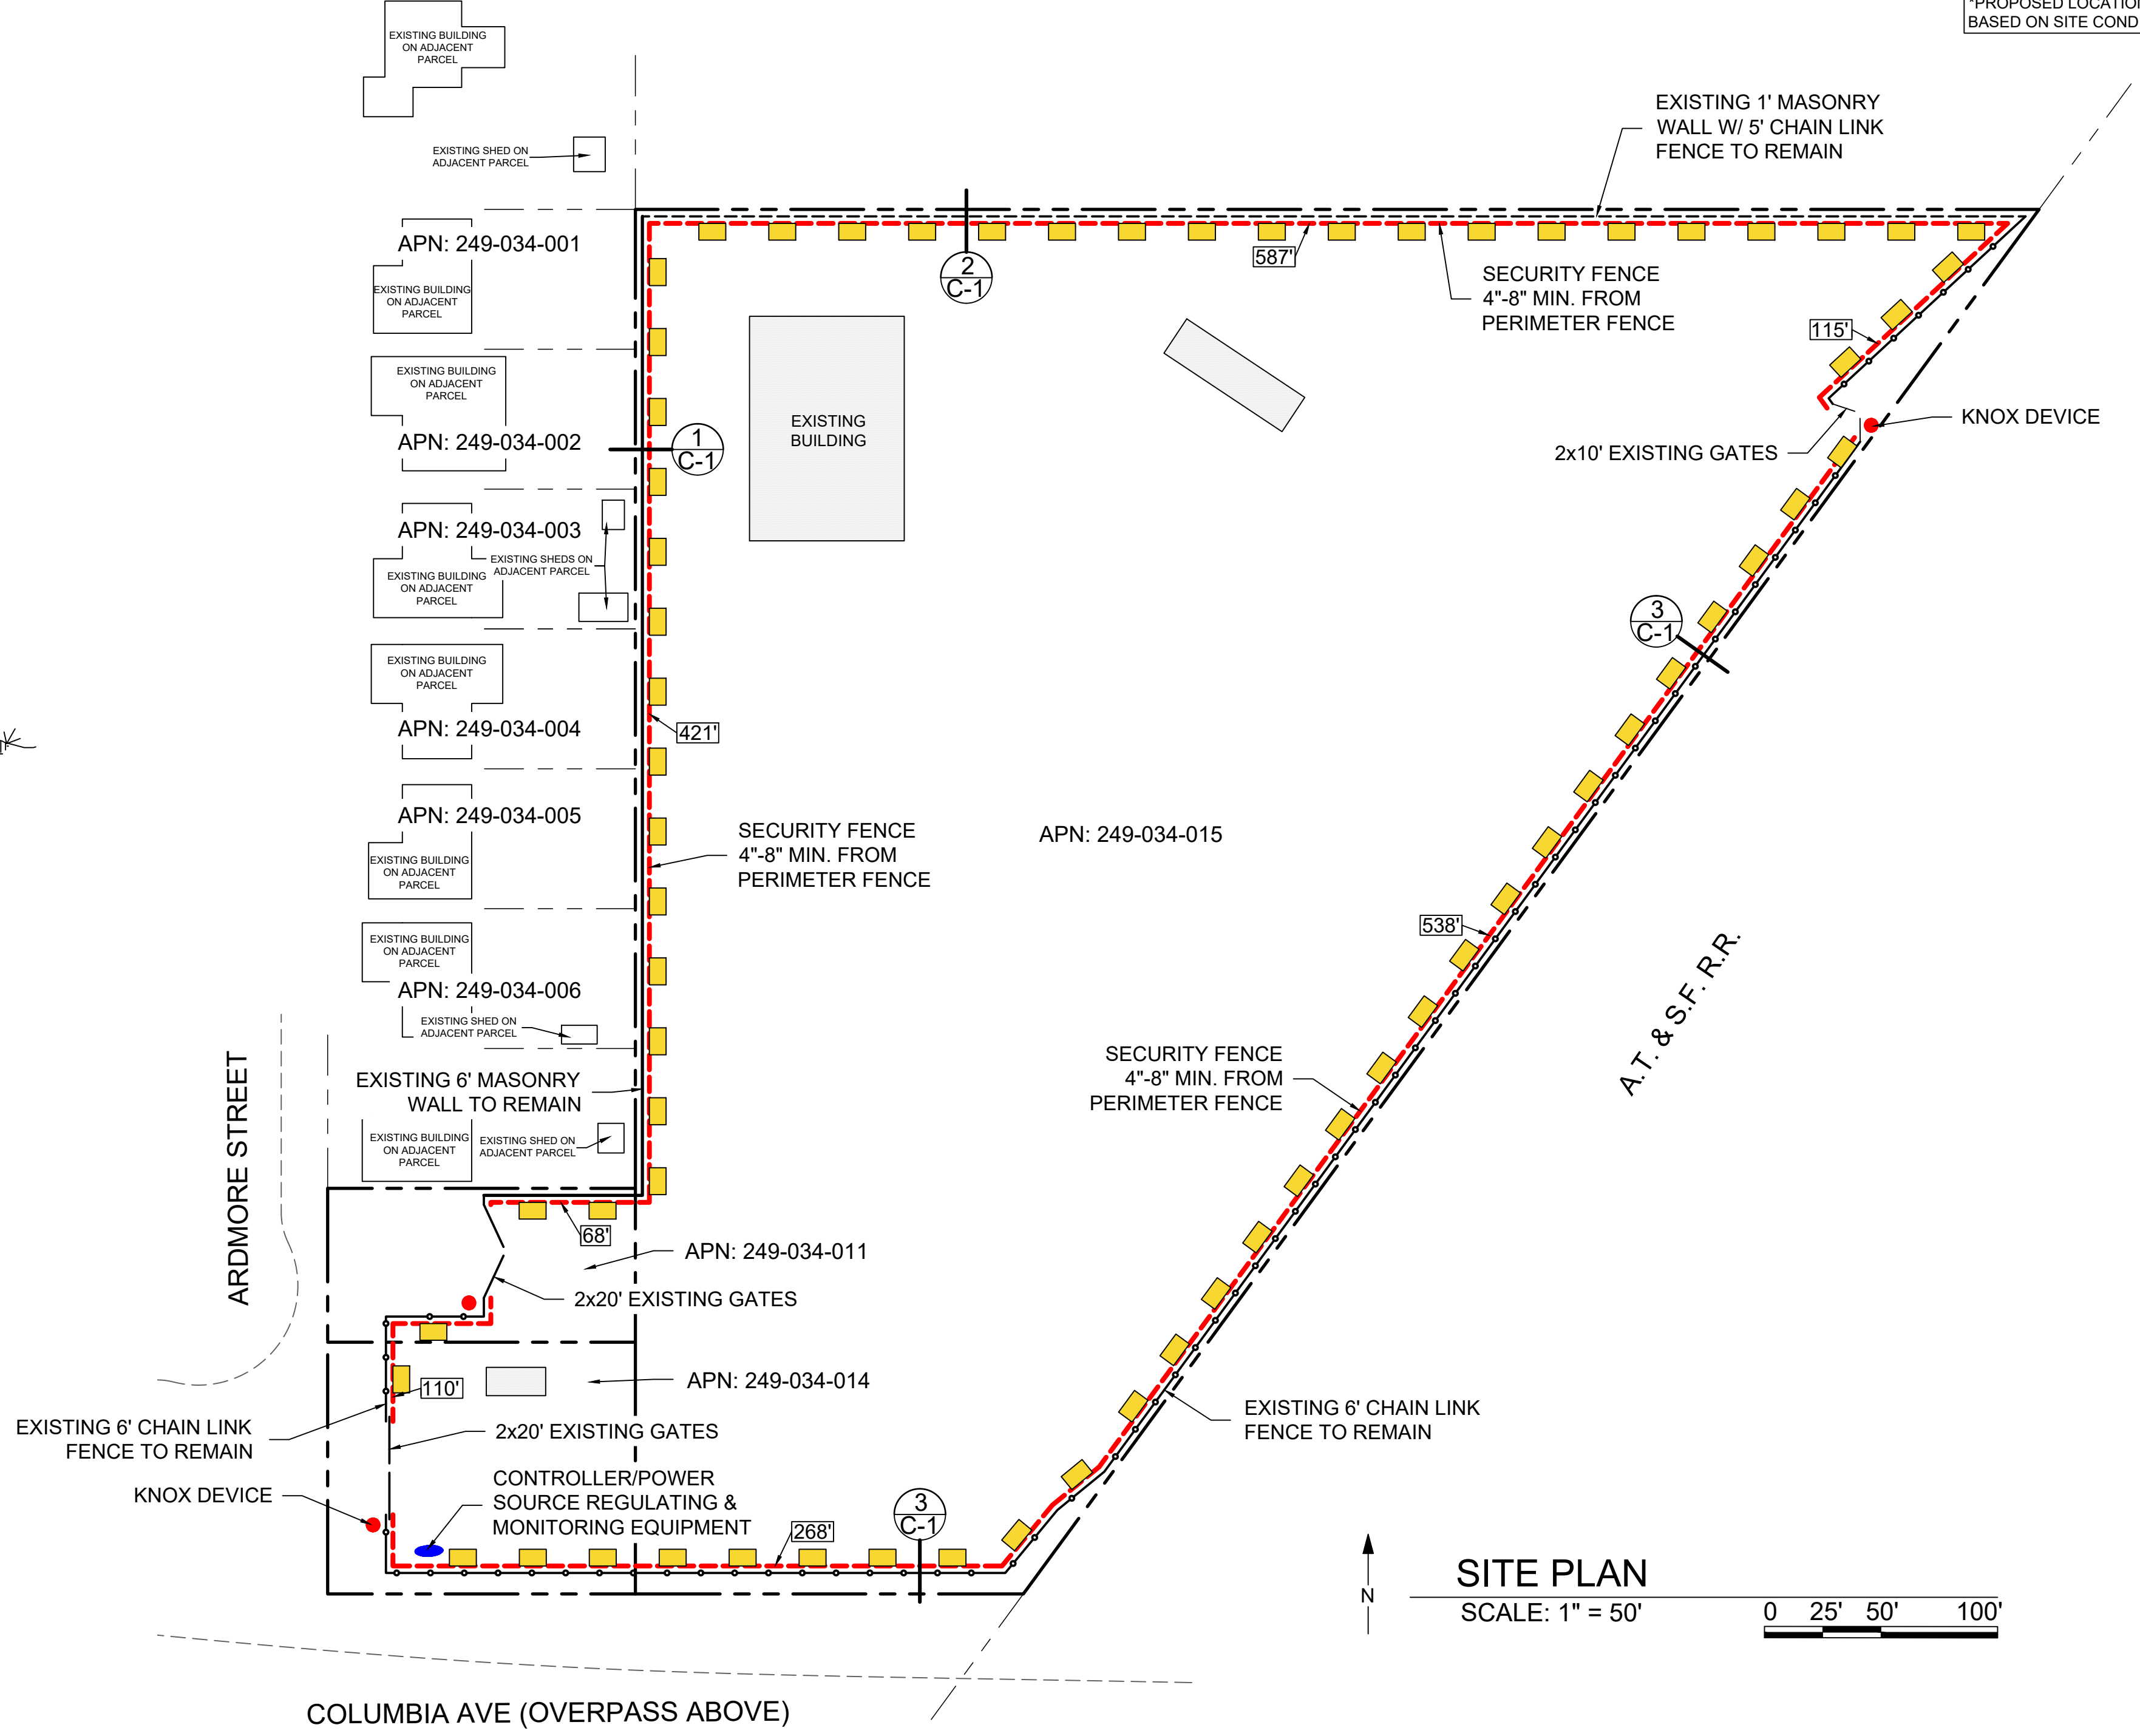 *PROPOSED LOCATION
BASED ON SITE COND
EXISTING BUILDING
ON ADJACENT
PARCEL
EXISTING SHED ON
ADJACENT PARCEL
EXISTING 1' MASONRY
WALL W/ 5' CHAIN LINK
FENCE TO REMAIN
APN: 249-034-001
EXISTING BUILDING
ON ADJACENT
PARCEL
2
C-1
587'
SECURITY FENCE
4"-8" MIN. FROM
PERIMETER FENCE
115'
EXISTING BUILDING
ON ADJACENT
PARCEL
APN: 249-034-002
1
C-1
EXISTING
BUILDING
2x10' EXISTING GATES
KNOX DEVICE
APN: 249-034-003
EXISTING SHEDS ON
ADJACENT PARCEL
EXISTING BUILDING
ON ADJACENT
PARCEL
3
C-1
EXISTING BUILDING
ON ADJACENT
PARCEL
APN: 249-034-004
421'
APN: 249-034-005
EXISTING BUILDING
ON ADJACENT
PARCEL
SECURITY FENCE
4"-8" MIN. FROM
PERIMETER FENCE
APN: 249-034-015
538'
A.T. & S.F. R.R.
EXISTING BUILDING
ON ADJACENT
PARCEL
APN: 249-034-006
EXISTING SHED ON
ADJACENT PARCEL
SECURITY FENCE
4"-8" MIN. FROM
PERIMETER FENCE
EXISTING 6' MASONRY
WALL TO REMAIN
ARDMORE STREET
EXISTING BUILDING
ON ADJACENT
PARCEL
EXISTING SHED ON
ADJACENT PARCEL
68'
APN: 249-034-011
2x20' EXISTING GATES
110'
APN: 249-034-014
EXISTING 6' CHAIN LINK
FENCE TO REMAIN
2x20' EXISTING GATES
EXISTING 6' CHAIN LINK
FENCE TO REMAIN
KNOX DEVICE
CONTROLLER/POWER
SOURCE REGULATING &
MONITORING EQUIPMENT
268'
3
C-1
N
SITE PLAN
SCALE: 1" = 50'
0 25' 50' 100'
COLUMBIA AVE (OVERPASS ABOVE)